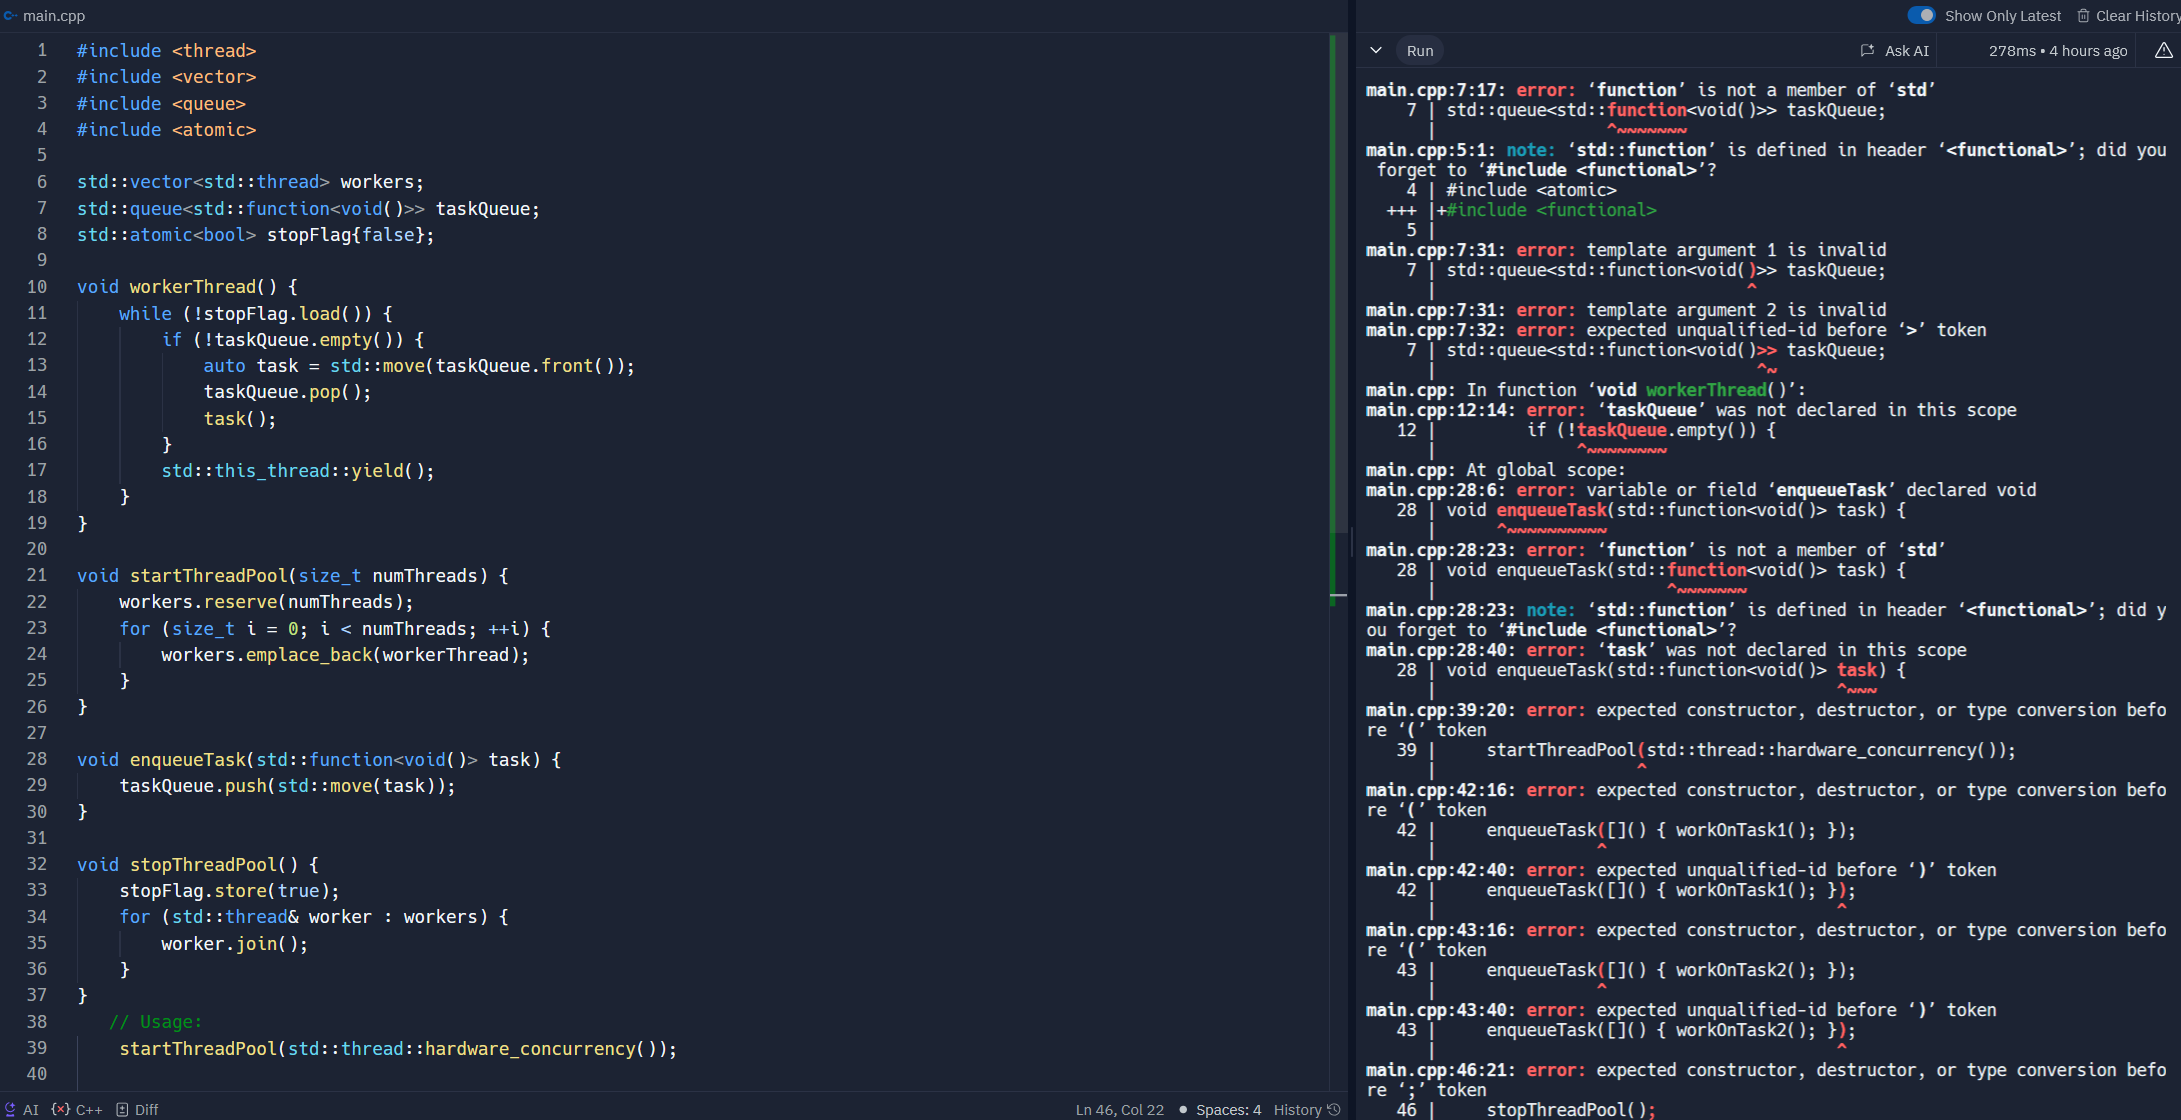 main.cpp
1 #include <thread>
2 #include <vector>
3 #include <queue>
4 #include <atomic>
5
6 std::vector<std::thread> workers;
7 std::queue<std::function<void()>> taskQueue;
8 std::atomic<bool> stopFlag{false};
9
10 void workerThread() {
11 while (!stopFlag.load()) {
12 if (!taskQueue.empty()) {
13 auto task = std::move(taskQueue.front());
14 taskQueue.pop();
15 task();
16 }
17 std::this_thread::yield();
18 }
19 }
20
21 void startThreadPool(size_t numThreads) {
22 workers.reserve(numThreads);
23 for (size_t i = 0; i < numThreads; ++i) {
24 workers.emplace_back(workerThread);
25 }
26 }
27
28 void enqueueTask(std::function<void()> task) {
29 taskQueue.push(std::move(task));
30 }
31
32 void stopThreadPool() {
33 stopFlag.store(true);
34 for (std::thread& worker : workers) {
35 worker.join();
36 }
37 }
38 // Usage:
39 startThreadPool(std::thread::hardware_concurrency());
40
AI C++ Diff Ln 46, Col 22 • Spaces: 4 History
Show Only Latest Clear History
Run Ask AI 278ms • 4 hours ago
main.cpp:7:17: error: ‘function’ is not a member of ‘std’
7 | std::queue<std::function<void()>> taskQueue;
| ^~~~~~~~
main.cpp:5:1: note: ‘std::function’ is defined in header ‘<functional>’; did you
forget to ‘#include <functional>’?
4 | #include <atomic>
+++ |+#include <functional>
5 |
main.cpp:7:31: error: template argument 1 is invalid
7 | std::queue<std::function<void()>> taskQueue;
| ^
main.cpp:7:31: error: template argument 2 is invalid
main.cpp:7:32: error: expected unqualified-id before ‘>’ token
7 | std::queue<std::function<void()>> taskQueue;
| ^~
main.cpp: In function ‘void workerThread()’:
main.cpp:12:14: error: ‘taskQueue’ was not declared in this scope
12 | if (!taskQueue.empty()) {
| ^~~~~~~~~
main.cpp: At global scope:
main.cpp:28:6: error: variable or field ‘enqueueTask’ declared void
28 | void enqueueTask(std::function<void()> task) {
| ^~~~~~~~~~~
main.cpp:28:23: error: ‘function’ is not a member of ‘std’
28 | void enqueueTask(std::function<void()> task) {
| ^~~~~~~~
main.cpp:28:23: note: ‘std::function’ is defined in header ‘<functional>’; did y
ou forget to ‘#include <functional>’?
main.cpp:28:40: error: ‘task’ was not declared in this scope
28 | void enqueueTask(std::function<void()> task) {
| ^~~~
main.cpp:39:20: error: expected constructor, destructor, or type conversion befo
re ‘(’ token
39 | startThreadPool(std::thread::hardware_concurrency());
| ^
main.cpp:42:16: error: expected constructor, destructor, or type conversion befo
re ‘(’ token
42 | enqueueTask([]() { workOnTask1(); });
| ^
main.cpp:42:40: error: expected unqualified-id before ‘)’ token
42 | enqueueTask([]() { workOnTask1(); });
| ^
main.cpp:43:16: error: expected constructor, destructor, or type conversion befo
re ‘(’ token
43 | enqueueTask([]() { workOnTask2(); });
| ^
main.cpp:43:40: error: expected unqualified-id before ‘)’ token
43 | enqueueTask([]() { workOnTask2(); });
| ^
main.cpp:46:21: error: expected constructor, destructor, or type conversion befo
re ‘;’ token
46 | stopThreadPool();